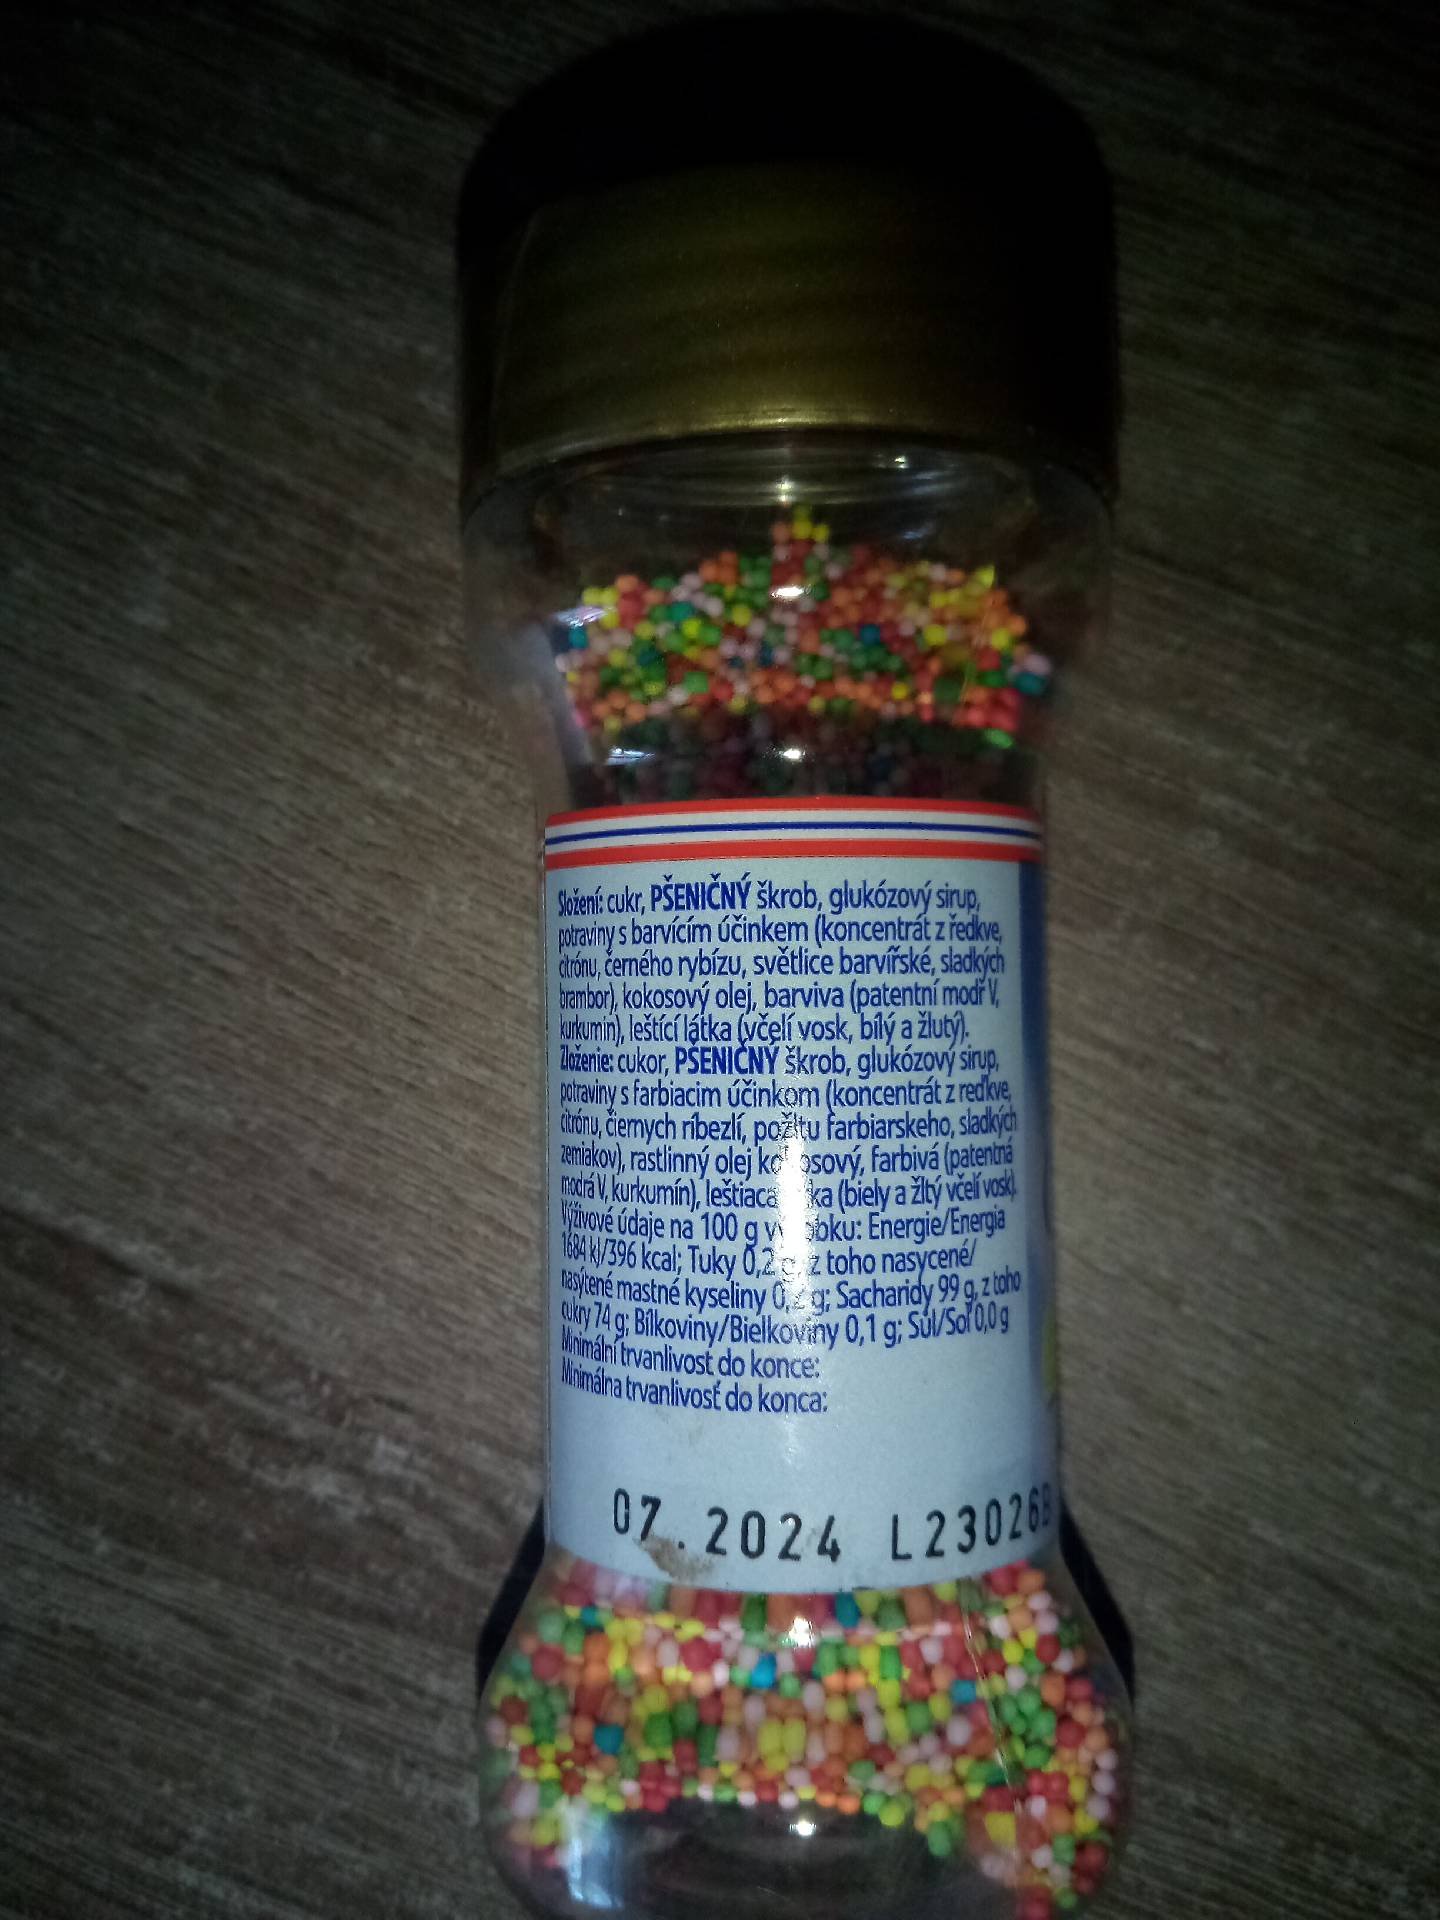 Složení: cukr, PŠENIČNÝ škrob, glukózový sirup,
potraviny s barvícím účinkem (koncentrát z ředkve,
citrónu, černého rybízu, světlice barvířské, sladkých
brambor), kokosový olej, barviva (patentní modř V,
kurkumin), leštící látka (včelí vosk, bílý a žlutý).
Zloženie: cukor, PŠENIČNÝ škrob, glukózový sirup,
potraviny s farbiacim účinkom (koncentrát z reďkve,
citrónu, čiernych ríbezlí, požltu farbiarskeho, sladkých
zemiakov), rastlinný olej kokosový, farbivá (patentná
modrá V, kurkumín), leštiaca (biely a žltý včelí vosk).
Výživové údaje na 100 g výrobku: Energie/Energia
1684 kJ/396 kcal; Tuky 0,2 g, z toho nasycené/
nasýtené mastné kyseliny 0,2 g; Sacharidy 99 g, z toho
cukry 74 g; Bílkoviny/Bielkoviny 0,1 g; Sůl/Soľ 0,0 g
Minimální trvanlivost do konce:
Minimálna trvanlivosť do konca:
07.2024 L23026B